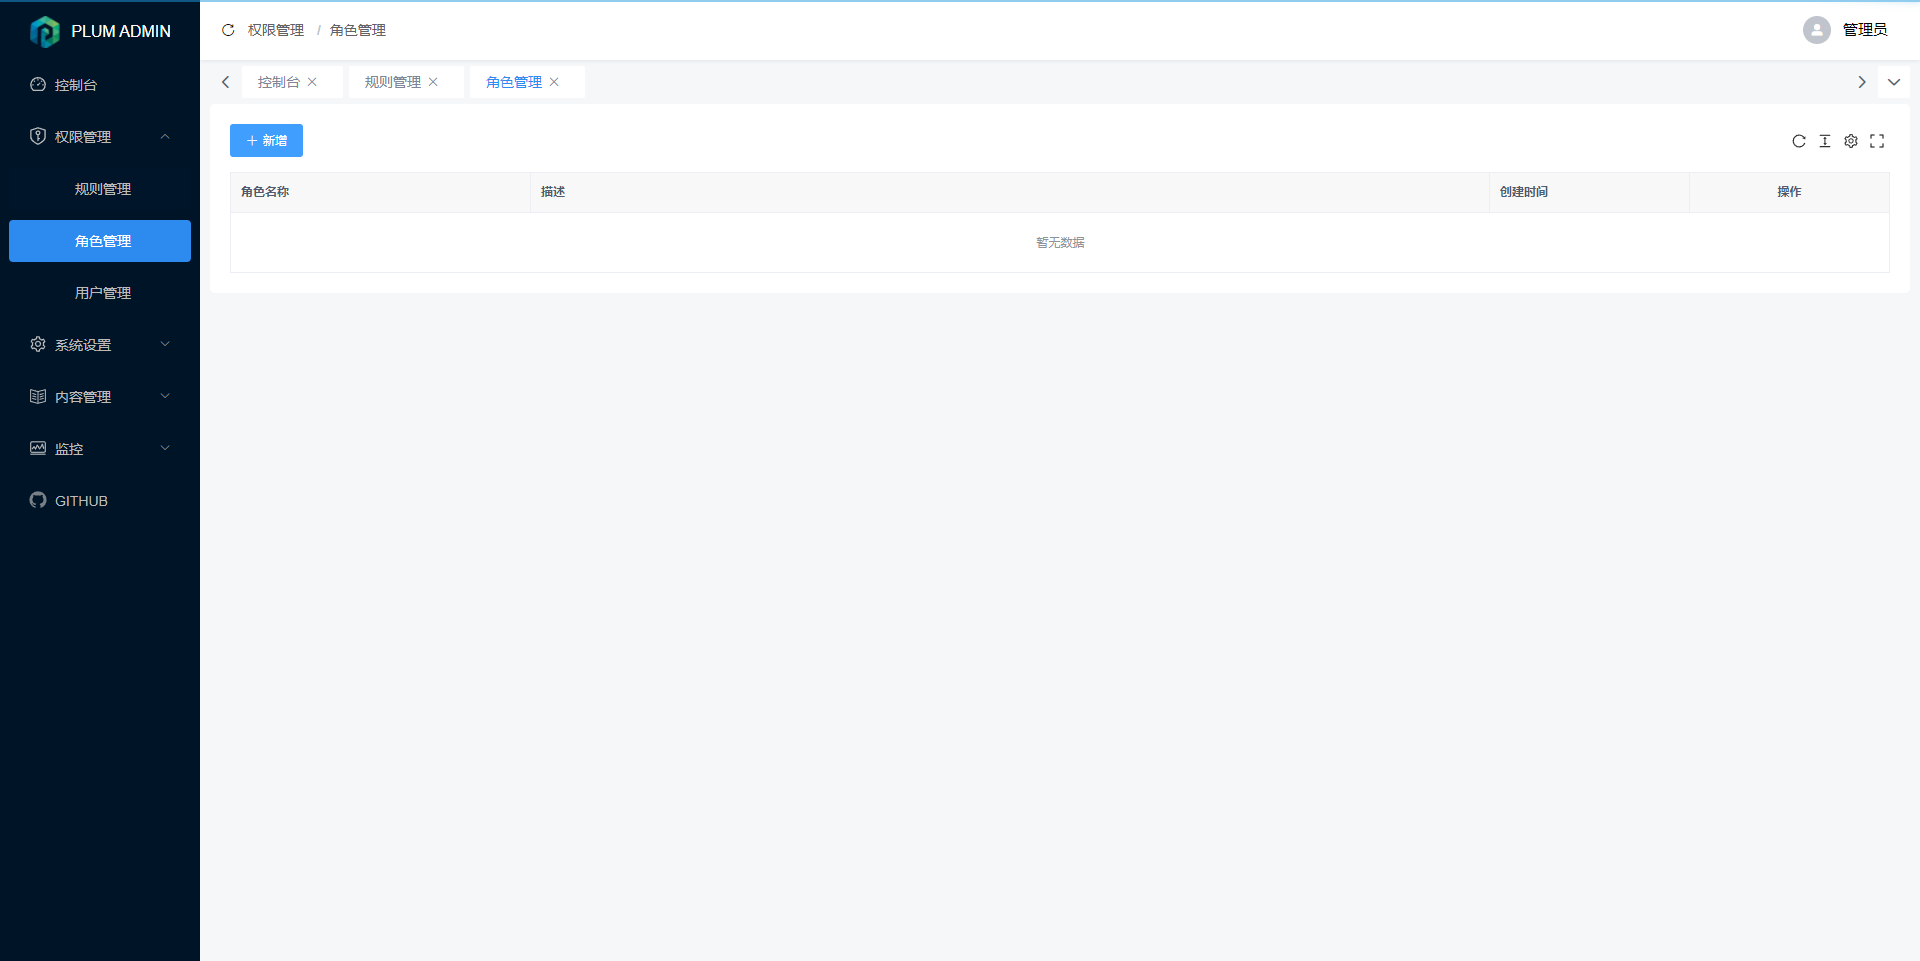 PLUM ADMIN
控制台
权限管理
规则管理
角色管理
用户管理
系统设置
内容管理
监控
GITHUB
权限管理 / 角色管理
管理员
控制台
规则管理
角色管理
新增
角色名称 描述 创建时间 操作
暂无数据